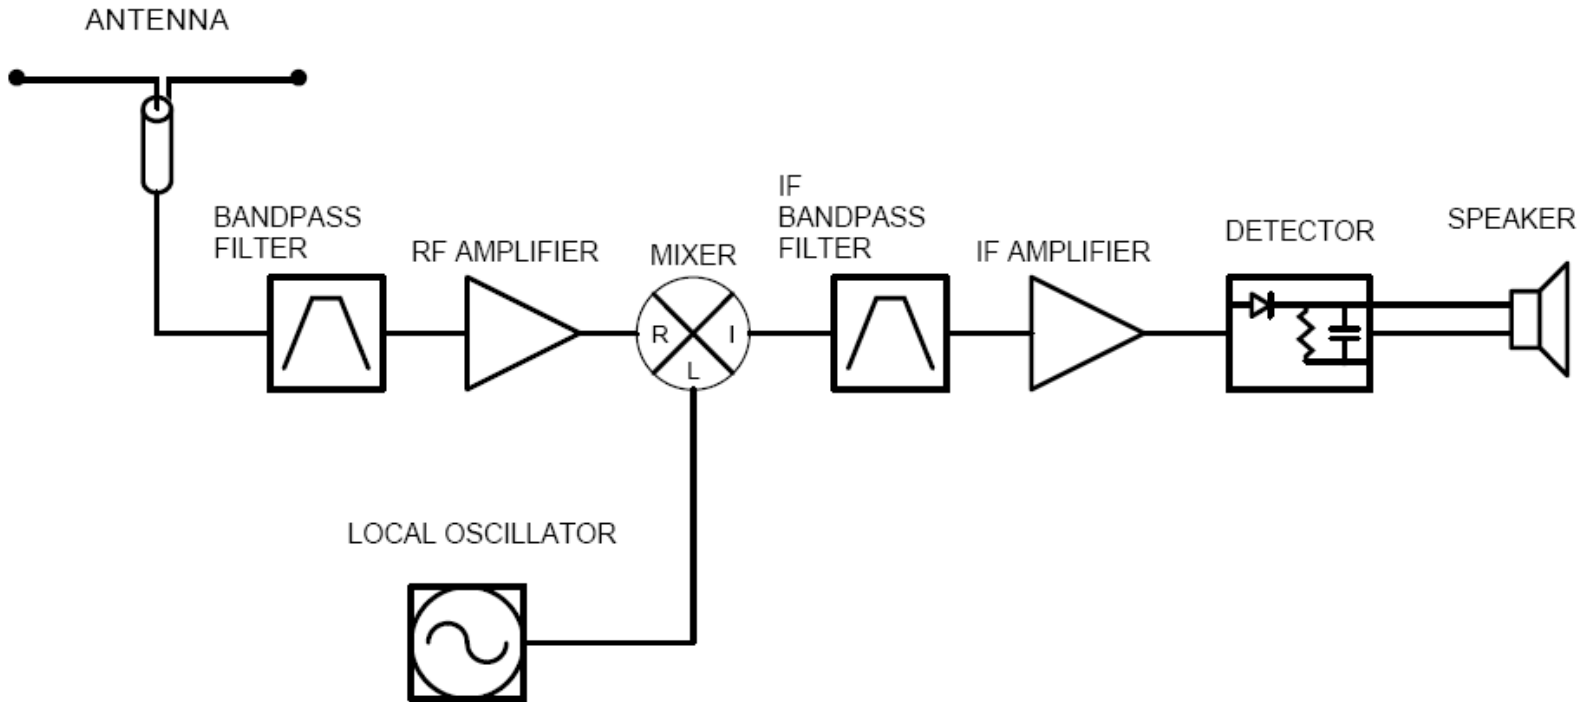 ANTENNA
BANDPASS
FILTER
RF AMPLIFIER
MIXER
IF
BANDPASS
FILTER
IF AMPLIFIER
DETECTOR
SPEAKER
R
I
L
LOCAL OSCILLATOR